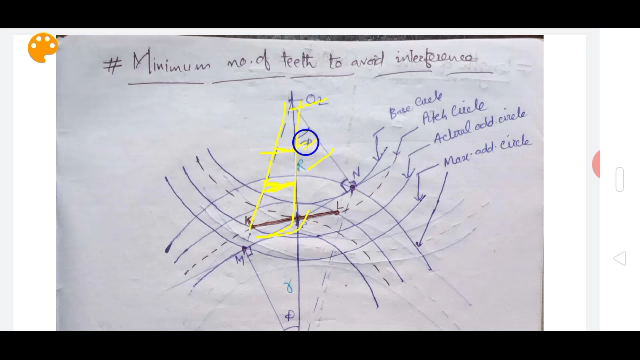 # Minimum no. of teeth to avoid interference
O2
Base Circle
Pitch Circle
Actual add. circle
Max. add. circle
Φ
R
N
K
L
M
r
Φ